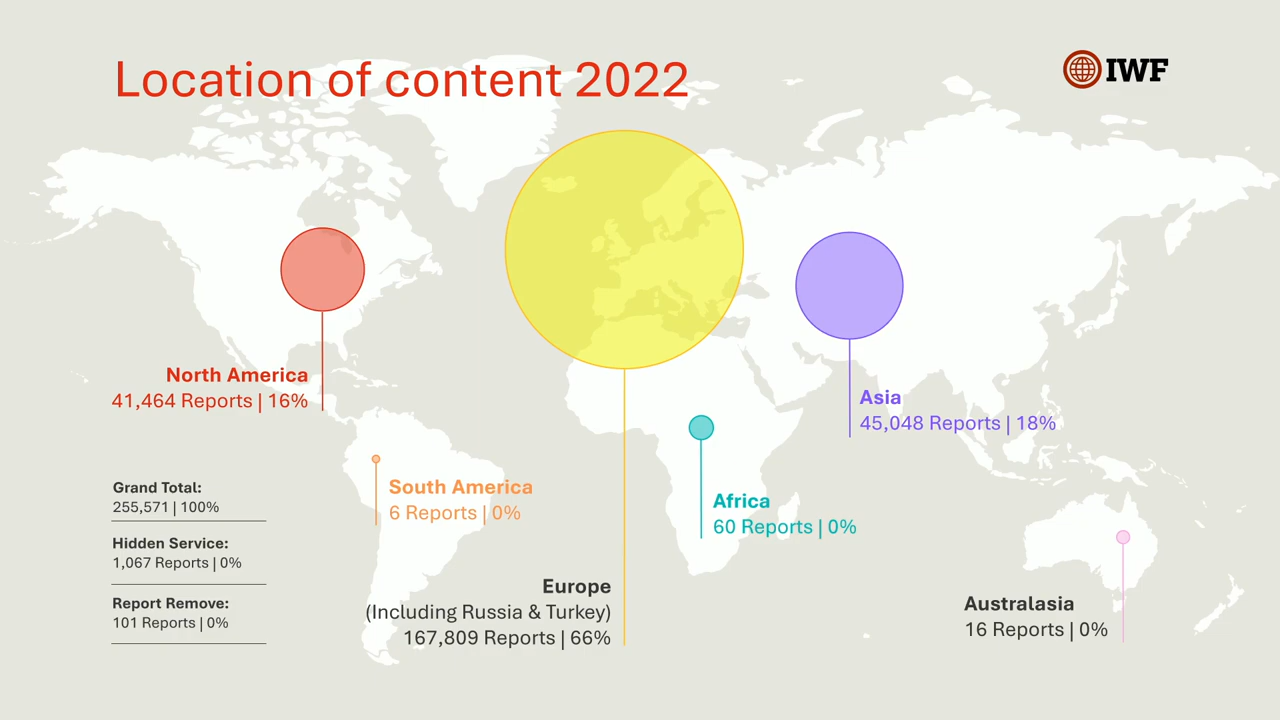 Location of content 2022
IWF
North America
41,464 Reports | 16%
Asia
45,048 Reports | 18%
South America
6 Reports | 0%
Africa
60 Reports | 0%
Grand Total:
255,571 | 100%
Hidden Service:
1,067 Reports | 0%
Report Remove:
101 Reports | 0%
Europe
(Including Russia & Turkey)
167,809 Reports | 66%
Australasia
16 Reports | 0%